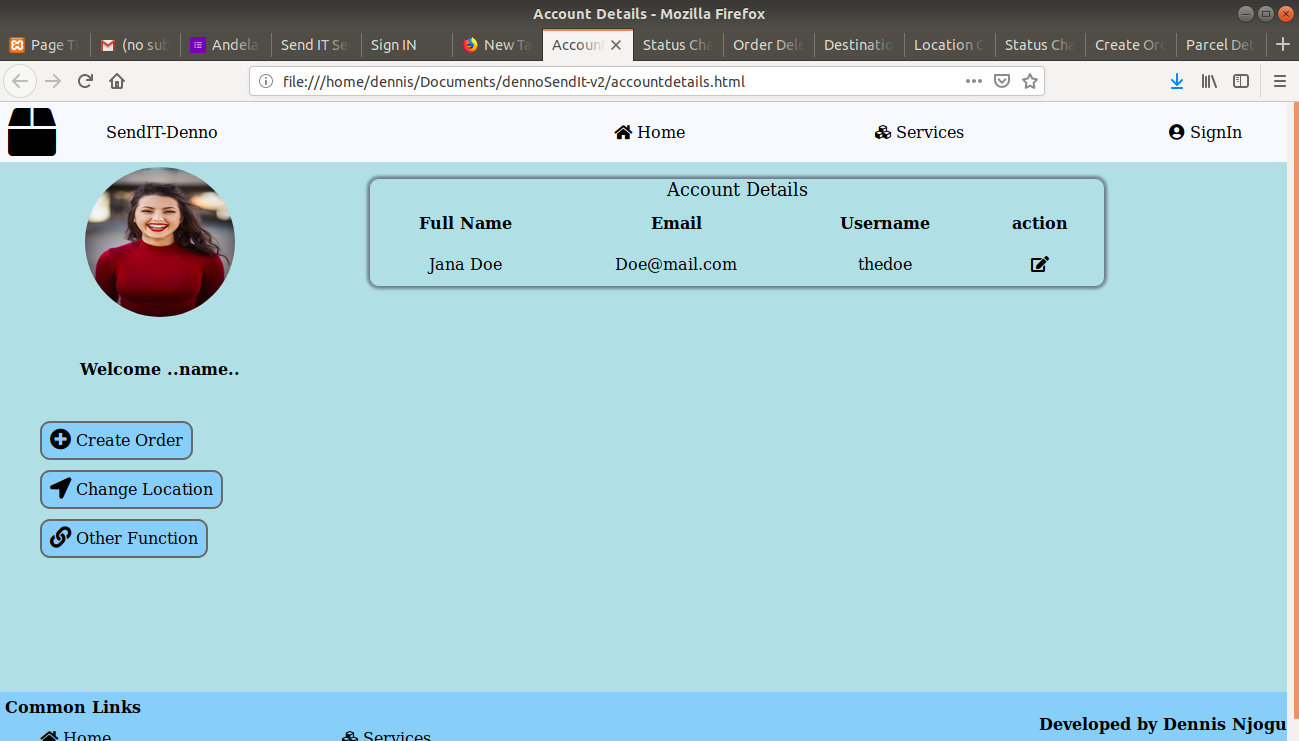 Account Details - Mozilla Firefox
Page Ti
(no sub
Andela
Send IT Se
Sign IN
New Ta
Accoun
Status Cha
Order Dele
Destinatio
Location C
Status Cha
Create Ord
Parcel Det
file:///home/dennis/Documents/dennoSendIt-v2/accountdetails.html
SendIT-Denno
Home
Services
SignIn
Account Details
Full Name Email Username action
Jana Doe Doe@mail.com thedoe
Welcome ..name..
Create Order
Change Location
Other Function
Common Links
Home
Services
Developed by Dennis Njogu